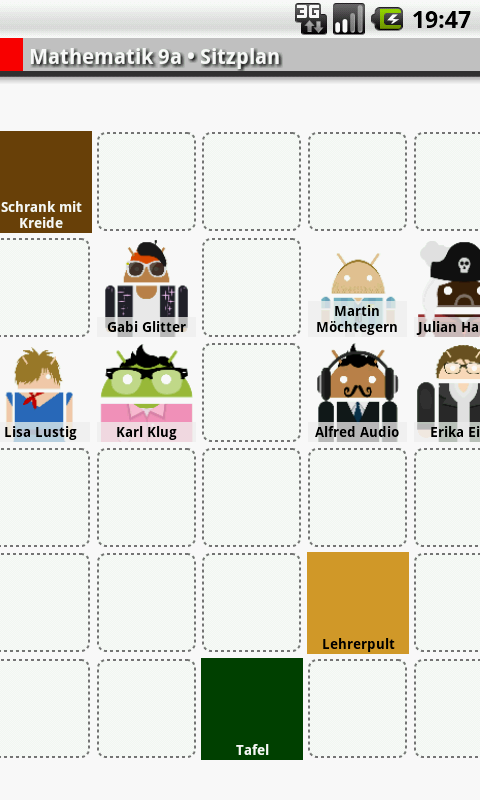 3G
19:47
Mathematik 9a • Sitzplan
Schrank mit
Kreide
Gabi Glitter
Martin
Möchtegern
Julian Ha
Lisa Lustig
Karl Klug
Alfred Audio
Erika Ei
Lehrerpult
Tafel